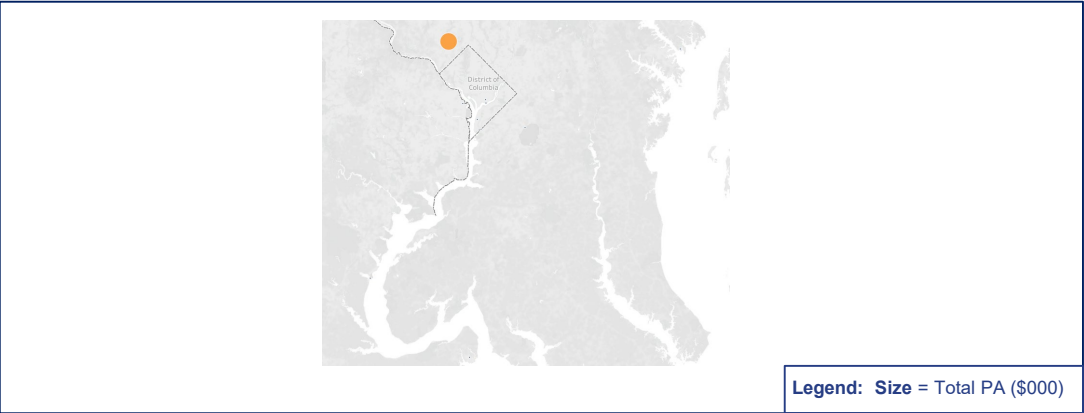 District of
Columbia
Legend: Size = Total PA ($000)